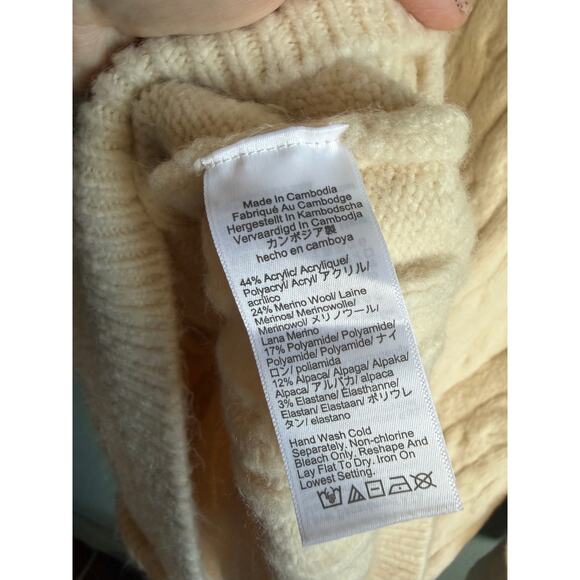 Made In Cambodia
Fabriqué Au Cambodge
Hergestellt In Kambodscha
Vervaardigd In Cambodja
カンボジア製
hecho en camboya
44% Acrylic/ Acrylique/
Polyacryl/ Acryl/ アクリル/
acrílico
24% Merino Wool/ Laine
Mérinos/ Merinowolle/
Merinowol/ メリノウール/
Lana Merino
17% Polyamide/ Polyamide/
Polyamide/ Polyamide/ ナイ
ロン/ poliamida
12% Alpaca/ Alpaga/ Alpaka/
Alpaca/ アルパカ/ alpaca
3% Elastane/ Élasthanne/
Elastan/ Elastaan/ ポリウレ
タン/ elastano
Hand Wash Cold
Separately. Non-chlorine
Bleach Only. Reshape And
Lay Flat To Dry. Iron On
Lowest Setting.